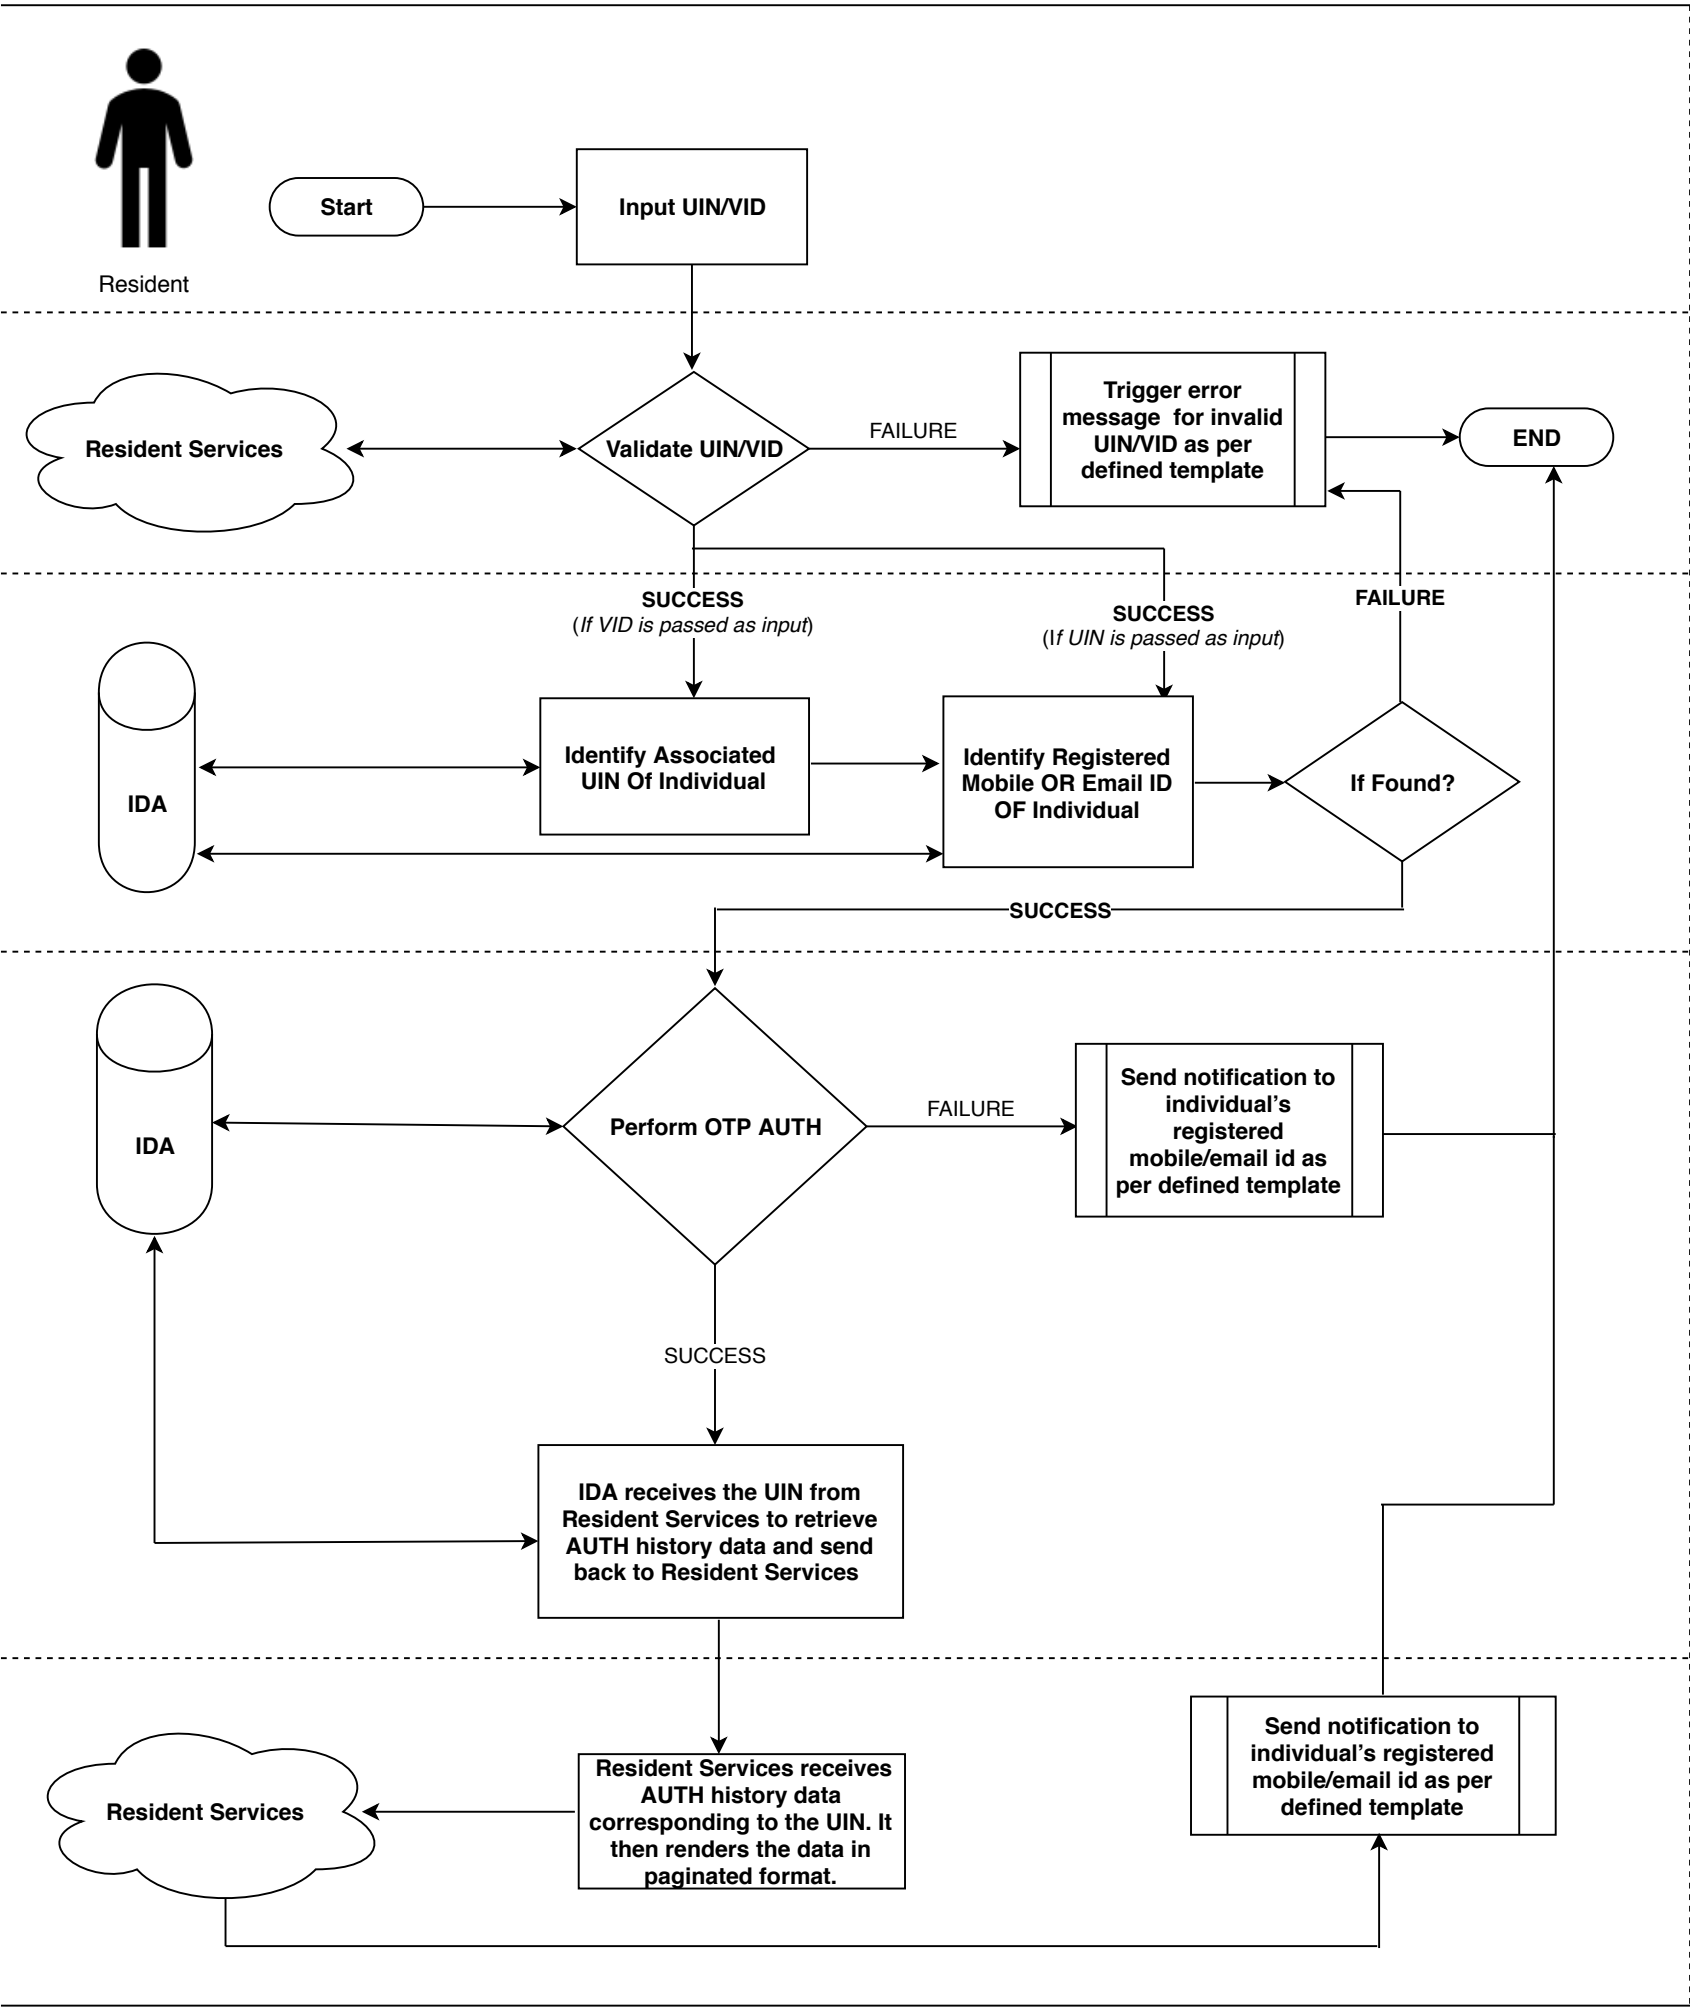 Start
Input UIN/VID
Resident
Resident Services
Validate UIN/VID
FAILURE
Trigger error
message for invalid
UIN/VID as per
defined template
END
SUCCESS
(If VID is passed as input)
SUCCESS
(If UIN is passed as input)
FAILURE
IDA
Identify Associated
UIN Of Individual
Identify Registered
Mobile OR Email ID
OF Individual
If Found?
SUCCESS
IDA
Perform OTP AUTH
FAILURE
Send notification to
individual's
registered
mobile/email id as
per defined template
SUCCESS
IDA receives the UIN from
Resident Services to retrieve
AUTH history data and send
back to Resident Services
Resident Services
Resident Services receives
AUTH history data
corresponding to the UIN. It
then renders the data in
paginated format.
Send notification to
individual's registered
mobile/email id as per
defined template